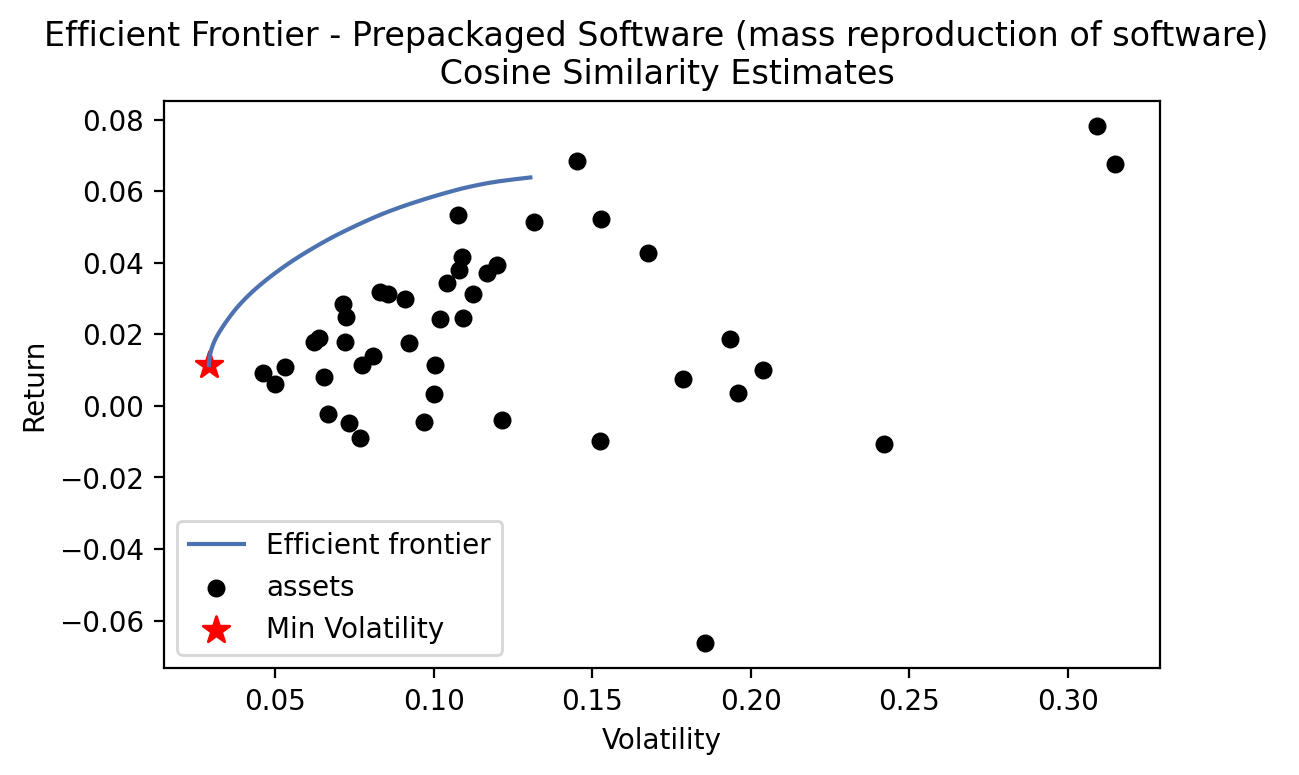 Efficient Frontier - Prepackaged Software (mass reproduction of software)
Cosine Similarity Estimates
0.08
0.06
0.04
0.02
0.00
−0.02
−0.04
−0.06
Return
Efficient frontier
assets
Min Volatility
0.05 0.10 0.15 0.20 0.25 0.30
Volatility